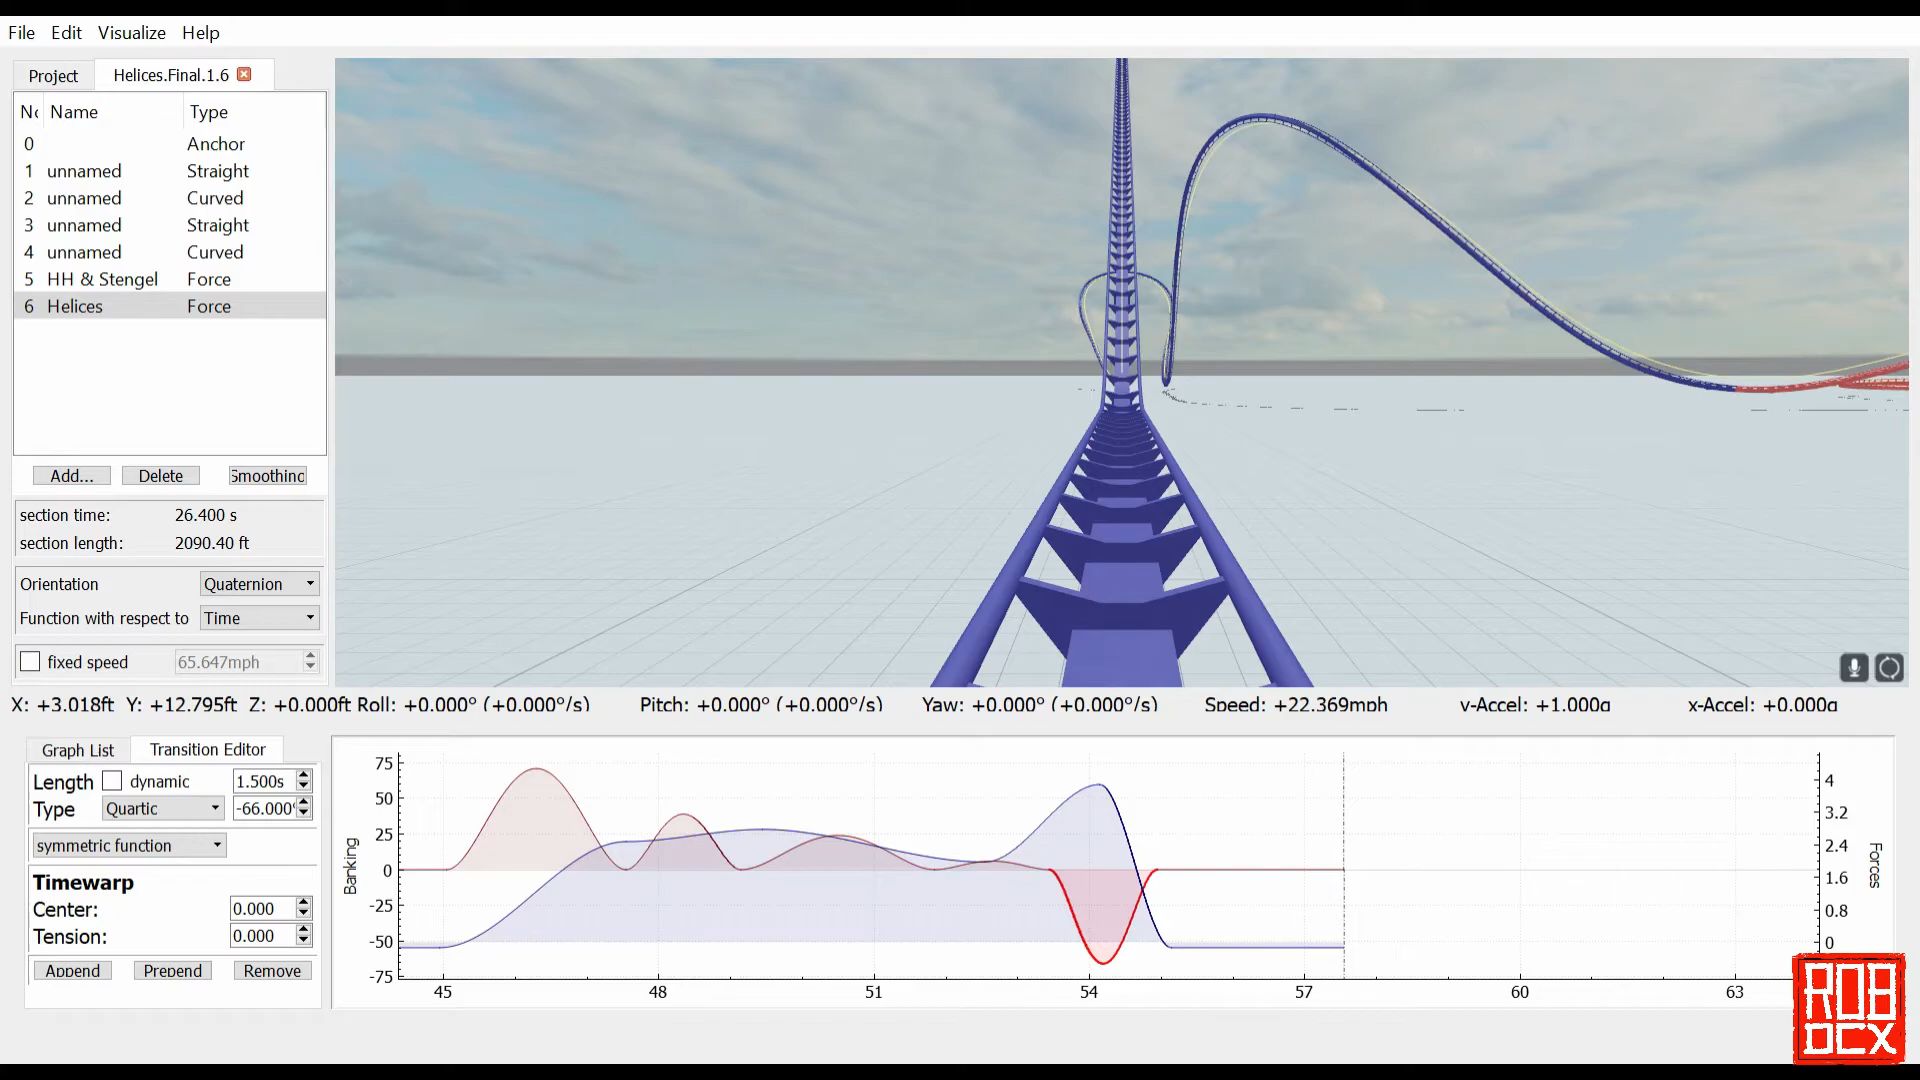 File Edit Visualize Help
Project Helices.Final.1.6
Nc Name Type
0 Anchor
1 unnamed Straight
2 unnamed Curved
3 unnamed Straight
4 unnamed Curved
5 HH & Stengel Force
6 Helices Force
Add... Delete Smoothing
section time: 26.400 s
section length: 2090.40 ft
Orientation Quaternion
Function with respect to Time
fixed speed 65.647mph
X: +3.018ft Y: +12.795ft Z: +0.000ft Roll: +0.000° (+0.000°/s) Pitch: +0.000° (+0.000°/s) Yaw: +0.000° (+0.000°/s) Speed: +22.369mph v-Accel: +1.000g x-Accel: +0.000g
Graph List Transition Editor
Length dynamic 1.500s
Type Quartic -66.000°
symmetric function
Timewarp
Center: 0.000
Tension: 0.000
Append Prepend Remove
Banking
75
50
25
0
-25
-50
-75
45 48 51 54 57 60 63
4
3.2
2.4
1.6
0.8
0
Forces
ROB
DCX